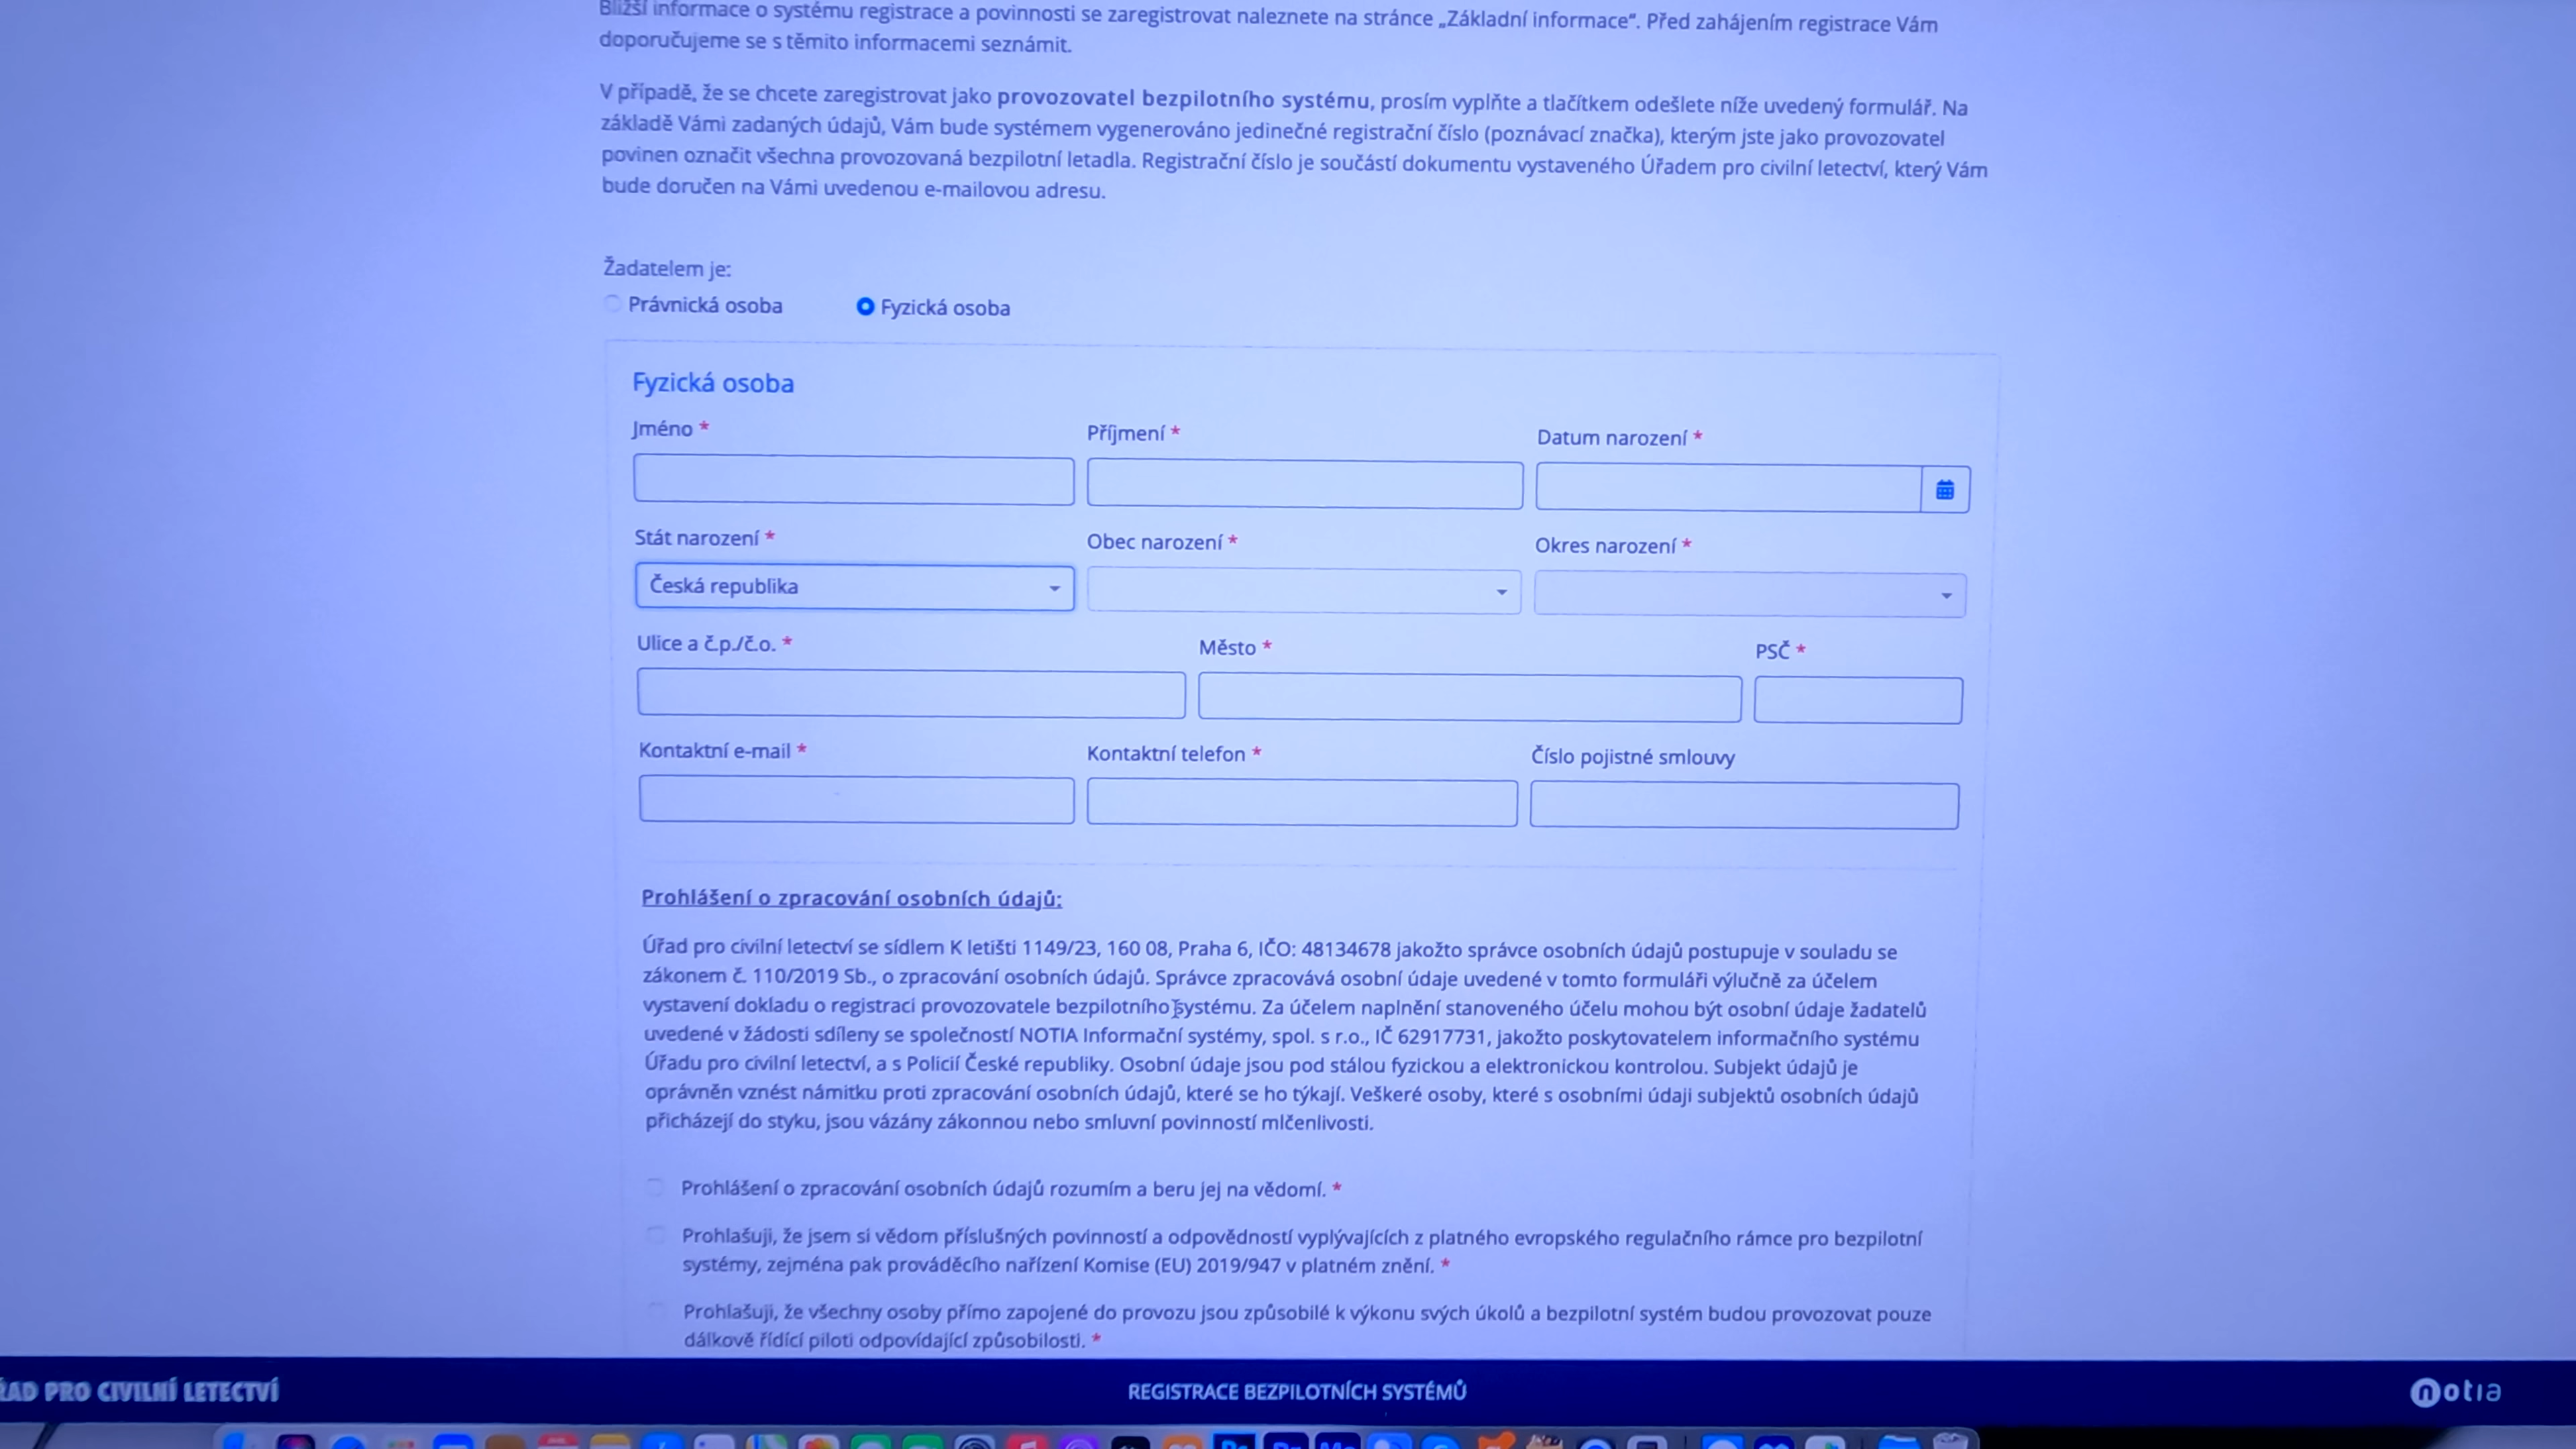 Bližší informace o systému registrace a povinnosti se zaregistrovat naleznete na stránce „Základní informace“. Před zahájením registrace Vám
doporučujeme se s těmito informacemi seznámit.
V případě, že se chcete zaregistrovat jako provozovatel bezpilotního systému, prosím vyplňte a tlačítkem odešlete níže uvedený formulář. Na
základě Vámi zadaných údajů, Vám bude systémem vygenerováno jedinečné registrační číslo (poznávací značka), kterým jste jako provozovatel
povinen označit všechna provozovaná bezpilotní letadla. Registrační číslo je součástí dokumentu vystaveného Úřadem pro civilní letectví, který Vám
bude doručen na Vámi uvedenou e-mailovou adresu.
Žadatelem je:
Právnická osoba Fyzická osoba
Fyzická osoba
Jméno * Příjmení * Datum narození *
Stát narození * Obec narození * Okres narození *
Česká republika
Ulice a č.p./č.o. * Město * PSČ *
Kontaktní e-mail * Kontaktní telefon * Číslo pojistné smlouvy
Prohlášení o zpracování osobních údajů:
Úřad pro civilní letectví se sídlem K letišti 1149/23, 160 08, Praha 6, IČO: 48134678 jakožto správce osobních údajů postupuje v souladu se
zákonem č. 110/2019 Sb., o zpracování osobních údajů. Správce zpracovává osobní údaje uvedené v tomto formuláři výlučně za účelem
vystavení dokladu o registraci provozovatele bezpilotního systému. Za účelem naplnění stanoveného účelu mohou být osobní údaje žadatelů
uvedené v žádosti sdíleny se společností NOTIA Informační systémy, spol. s r.o., IČ 62917731, jakožto poskytovatelem informačního systému
Úřadu pro civilní letectví, a s Policií České republiky. Osobní údaje jsou pod stálou fyzickou a elektronickou kontrolou. Subjekt údajů je
oprávněn vznést námitku proti zpracování osobních údajů, které se ho týkají. Veškeré osoby, které s osobními údaji subjektů osobních údajů
přicházejí do styku, jsou vázány zákonnou nebo smluvní povinností mlčenlivosti.
Prohlášení o zpracování osobních údajů rozumím a beru jej na vědomí. *
Prohlašuji, že jsem si vědom příslušných povinností a odpovědností vyplývajících z platného evropského regulačního rámce pro bezpilotní
systémy, zejména pak prováděcího nařízení Komise (EU) 2019/947 v platném znění. *
Prohlašuji, že všechny osoby přímo zapojené do provozu jsou způsobilé k výkonu svých úkolů a bezpilotní systém budou provozovat pouze
dálkově řídící piloti odpovídající způsobilosti. *
ŘAD PRO CIVILNÍ LETECTVÍ REGISTRACE BEZPILOTNÍCH SYSTÉMŮ notia